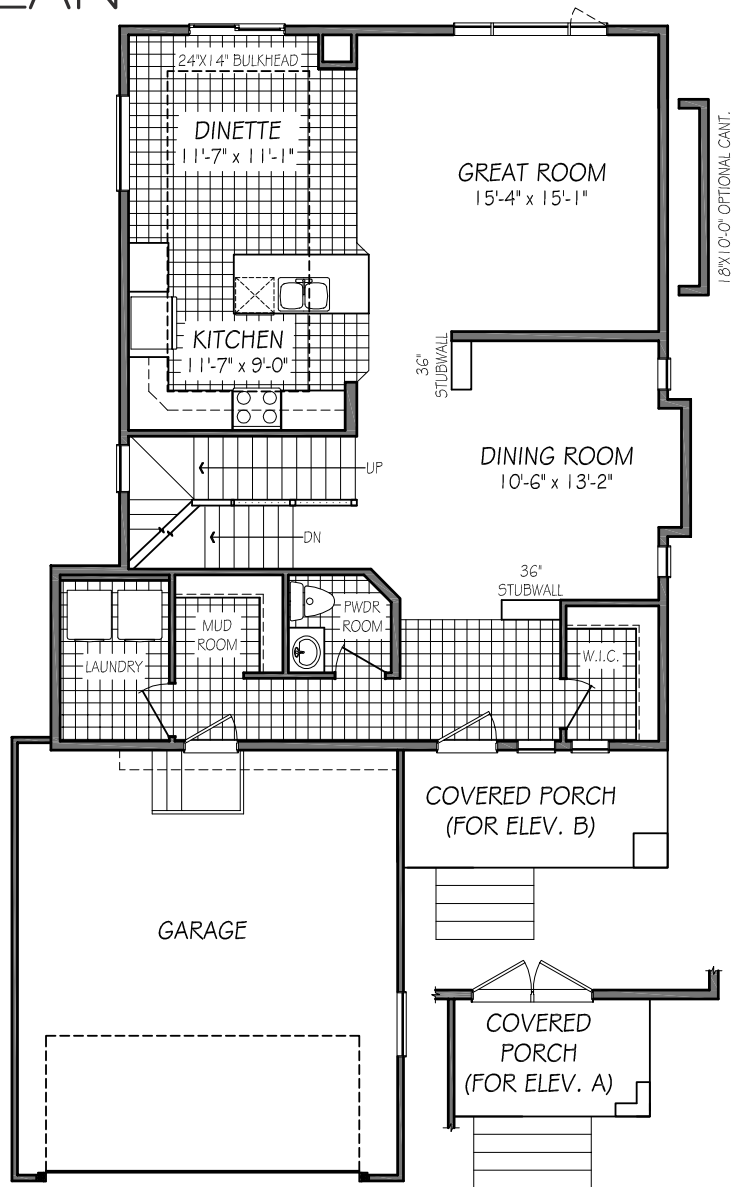 24"X14" BULKHEAD
DINETTE
11'-7" x 11'-1"
GREAT ROOM
15'-4" x 15'-1"
18"X10'-0" OPTIONAL CANT.
KITCHEN
11'-7" x 9'-0"
36"
STUBWALL
DINING ROOM
10'-6" x 13'-2"
UP
DN
36"
STUBWALL
MUD
ROOM
PWDR
ROOM
LAUNDRY
W.I.C.
COVERED PORCH
(FOR ELEV. B)
GARAGE
COVERED
PORCH
(FOR ELEV. A)